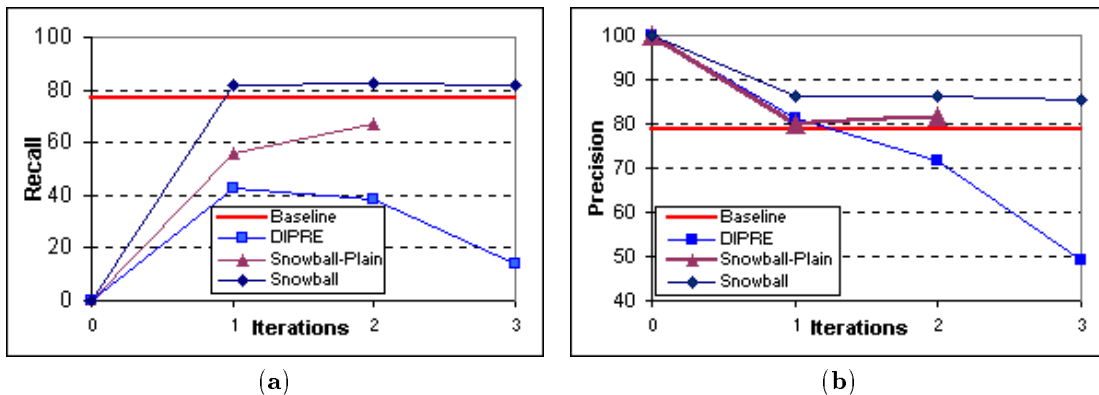 100
80
60
40
20
0
Recall
Baseline
DIPRE
Snowball-Plain
Snowball
0
1
2
3
Iterations
(a)
100
90
80
70
60
50
40
Precision
Baseline
DIPRE
Snowball-Plain
Snowball
0
1
2
3
Iterations
(b)